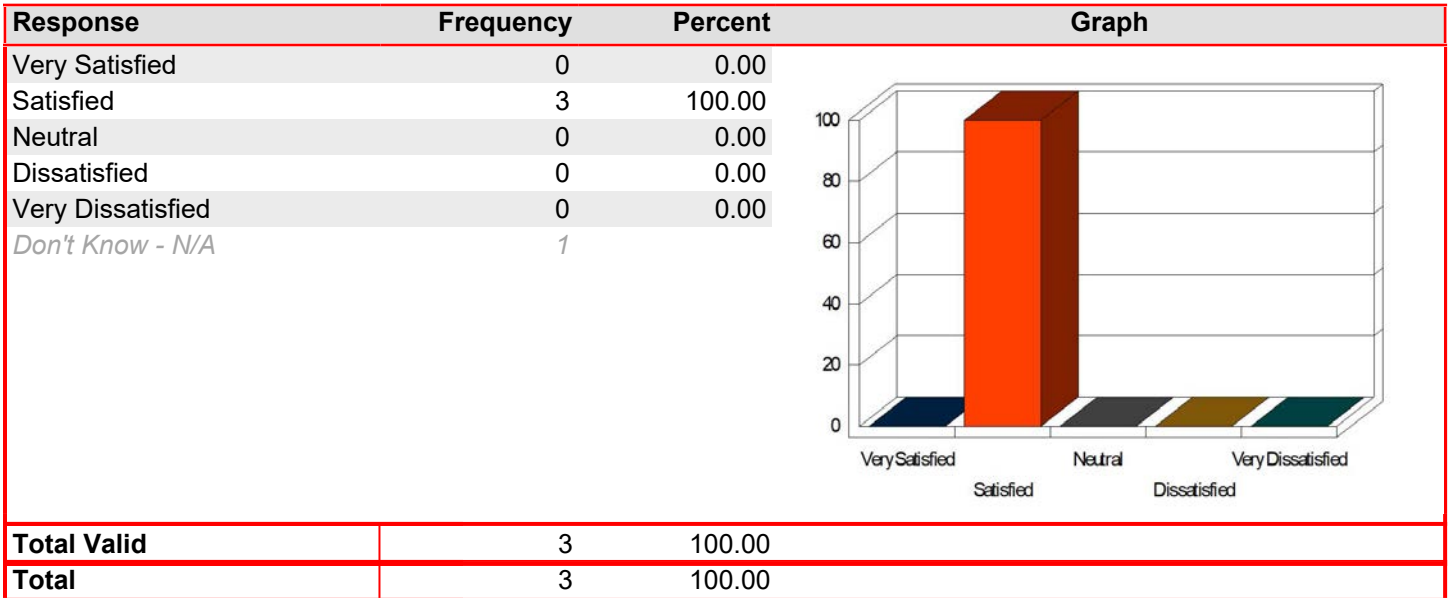 Response Frequency Percent Graph
Very Satisfied 0 0.00
Satisfied 3 100.00
Neutral 0 0.00
Dissatisfied 0 0.00
Very Dissatisfied 0 0.00
Don't Know - N/A 1
100
80
60
40
20
0
Very Satisfied Neutral Very Dissatisfied
Satisfied Dissatisfied
Total Valid 3 100.00
Total 3 100.00